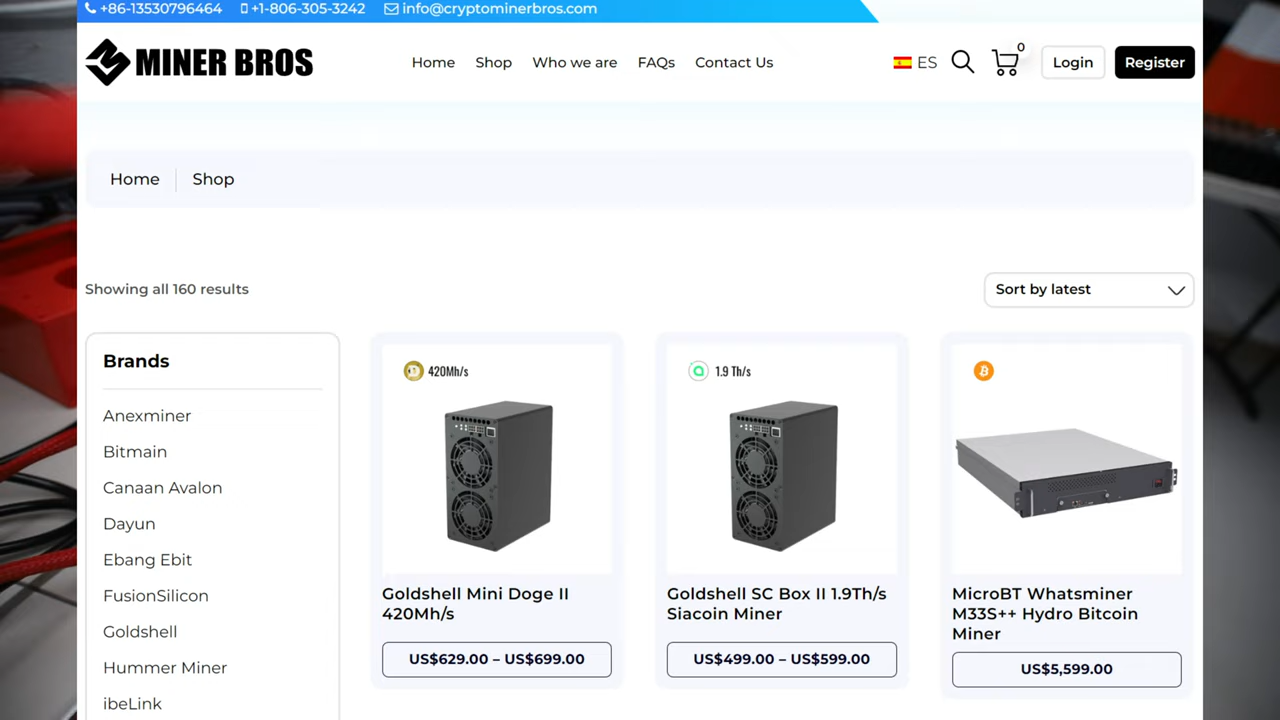 +86-13530796464 +1-806-305-3242 info@cryptominerbros.com
MINER BROS
Home Shop Who we are FAQs Contact Us
ES
0
Login
Register
Home Shop
Showing all 160 results
Sort by latest
Brands
Anexminer
Bitmain
Canaan Avalon
Dayun
Ebang Ebit
FusionSilicon
Goldshell
Hummer Miner
ibeLink
420Mh/s
Goldshell Mini Doge II
420Mh/s
US$629.00 – US$699.00
1.9 Th/s
Goldshell SC Box II 1.9Th/s
Siacoin Miner
US$499.00 – US$599.00
MicroBT Whatsminer
M33S++ Hydro Bitcoin
Miner
US$5,599.00